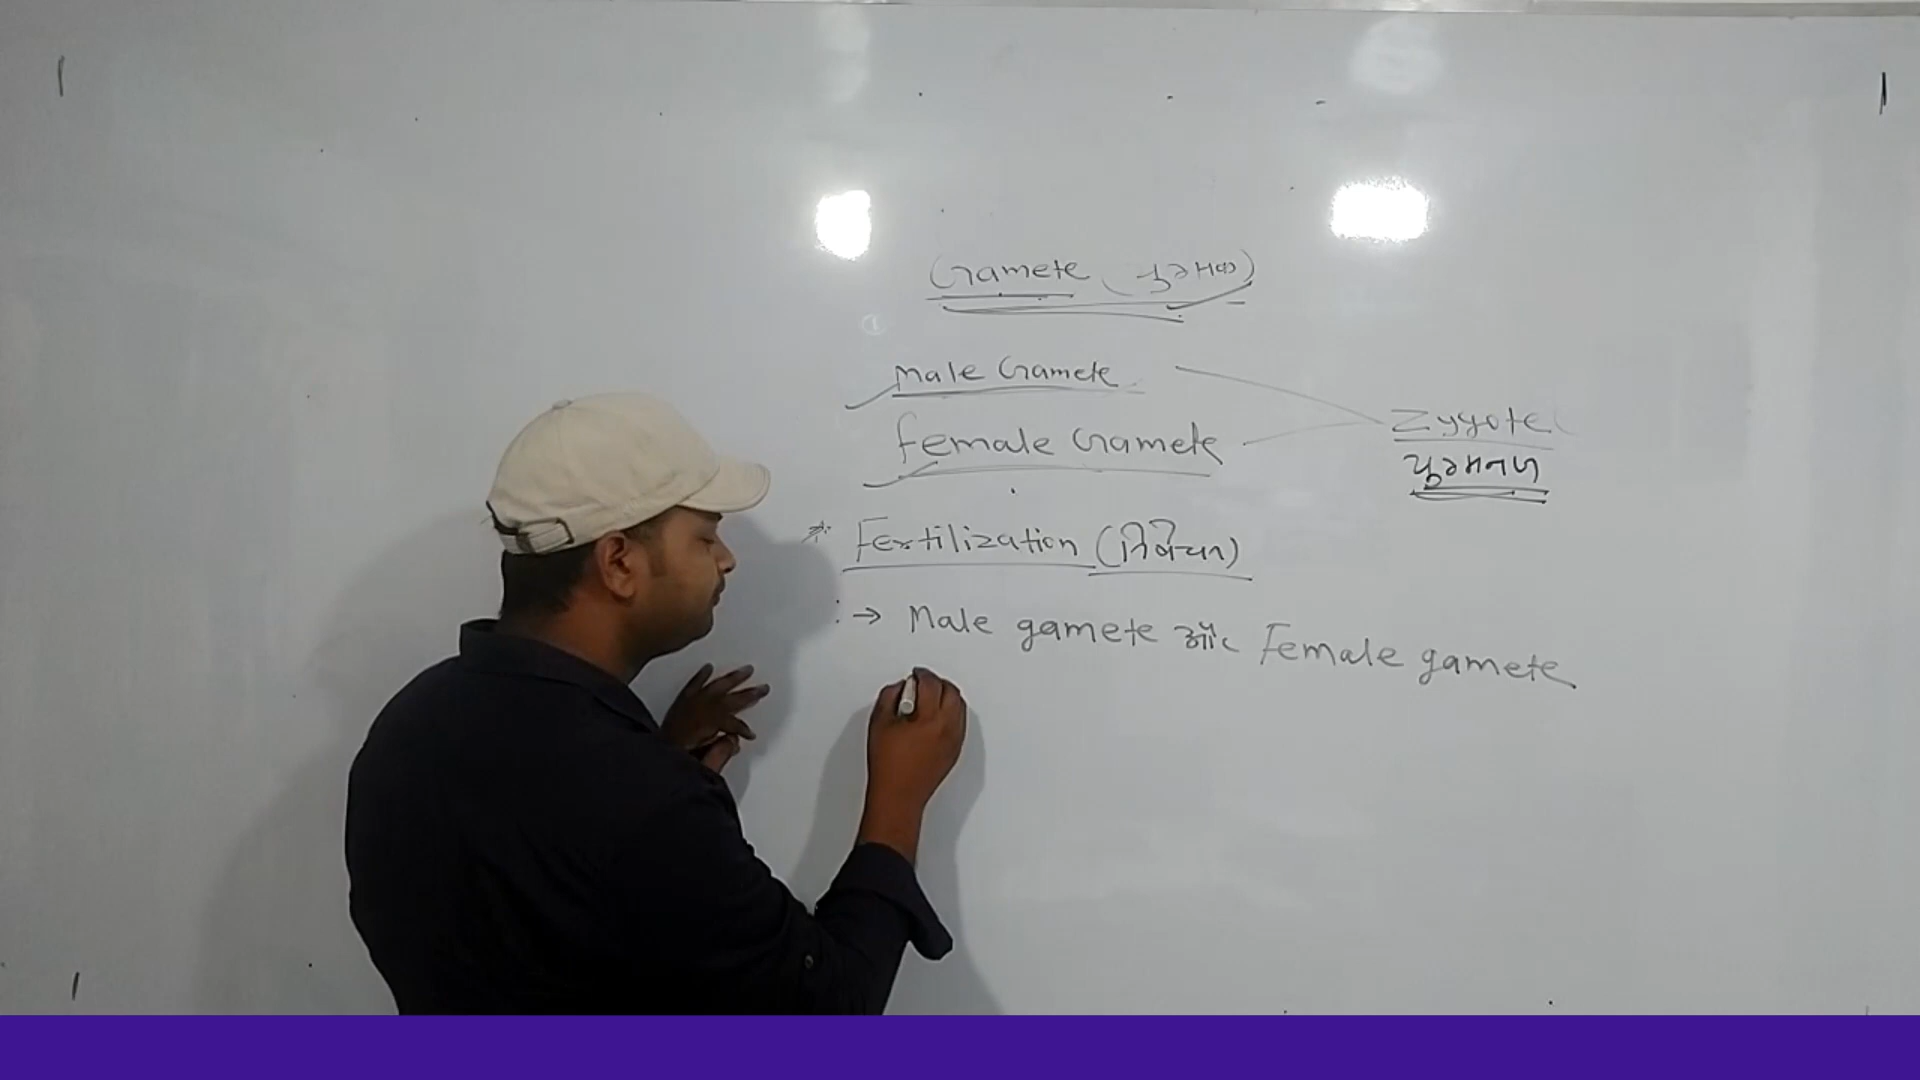 Gamete (युग्मक)
Male Gamete
Female Gamete
Zygote
युग्मनज
* Fertilization (निषेचन)
:→ Male gamete और Female gamete